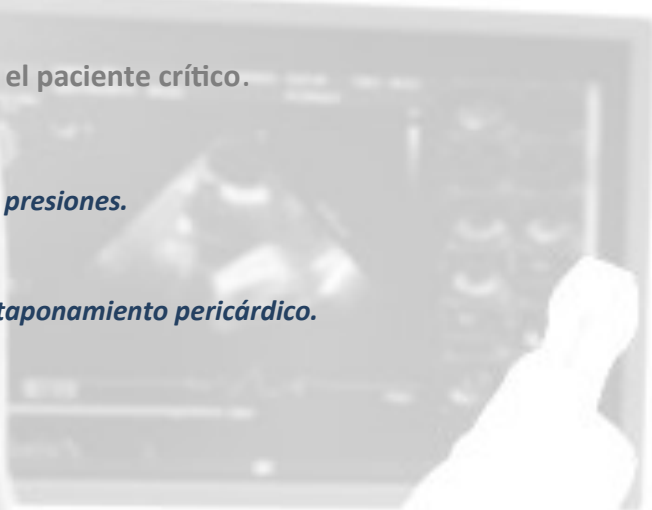 el paciente crítico.
presiones.
taponamiento pericárdico.